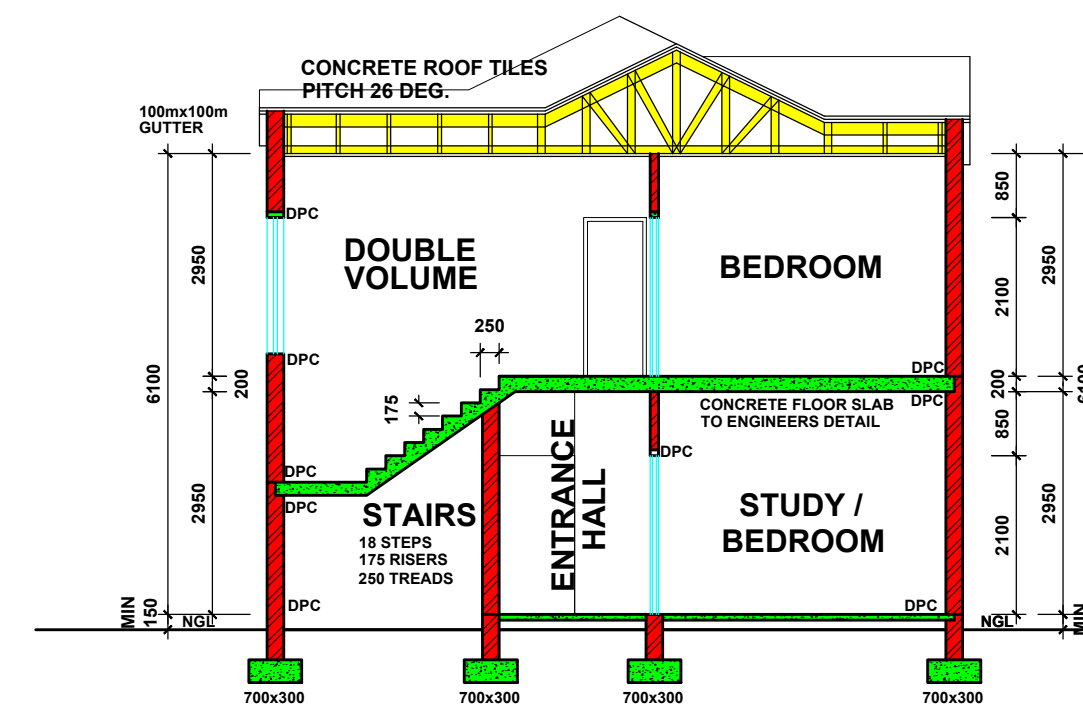 CONCRETE ROOF TILES
PITCH 26 DEG.
100mx100m
GUTTER
DPC
DOUBLE
VOLUME
BEDROOM
850
2950
2950
2950
2100
250
DPC
6100
200
DPC
200
175
CONCRETE FLOOR SLAB
TO ENGINEERS DETAIL
DPC
850
DPC
DPC
DPC
STAIRS
18 STEPS
175 RISERS
250 TREADS
ENTRANCE
HALL
STUDY /
BEDROOM
2950
2100
DPC
DPC
MIN
150
NGL
NGL
MIN
700x300
700x300
700x300
700x300